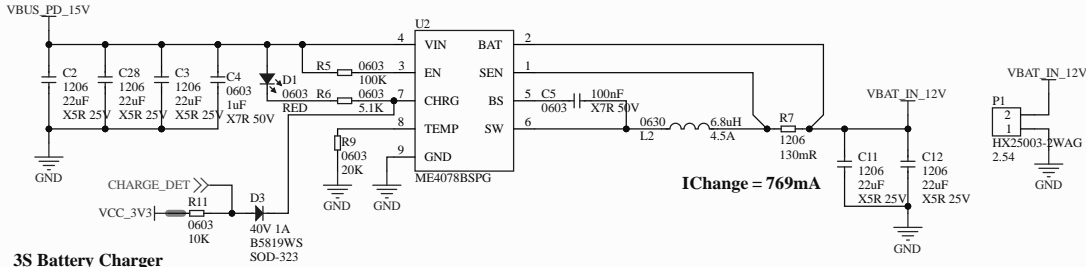 VBUS_PD_15V
U2
4 VIN BAT 2
3 EN SEN 1
7 CHRG BS 5
8 TEMP SW 6
9 GND
ME4078BSPG
C2
1206
22uF
X5R 25V
C28
1206
22uF
X5R 25V
C3
1206
22uF
X5R 25V
C4
0603
1uF
X7R 50V
GND
D1
0603
RED
R5 0603
100K
R6 0603
5.1K
R9
0603
20K
GND
GND
CHARGE_DET
VCC_3V3
R11
0603
10K
D3
40V 1A
B5819WS
SOD-323
C5 100nF
0603 X7R 50V
0630 6.8uH
L2 4.5A
R7
1206
130mR
IChange = 769mA
VBAT_IN_12V
C11
1206
22uF
X5R 25V
C12
1206
22uF
X5R 25V
GND
VBAT_IN_12V
P1
2
1
HX25003-2WAG
2.54
GND
3S Battery Charger